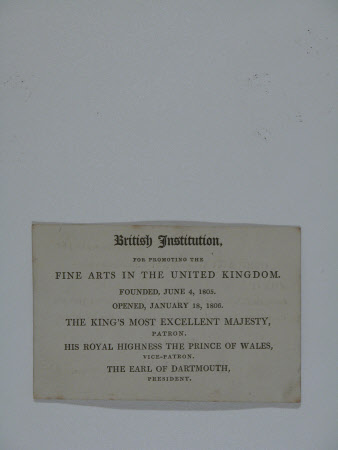 British Institution,
FOR PROMOTING THE
FINE ARTS IN THE UNITED KINGDOM.
FOUNDED, JUNE 4, 1805.
OPENED, JANUARY 18, 1806.
THE KING'S MOST EXCELLENT MAJESTY,
PATRON.
HIS ROYAL HIGHNESS THE PRINCE OF WALES,
VICE-PATRON.
THE EARL OF DARTMOUTH,
PRESIDENT.